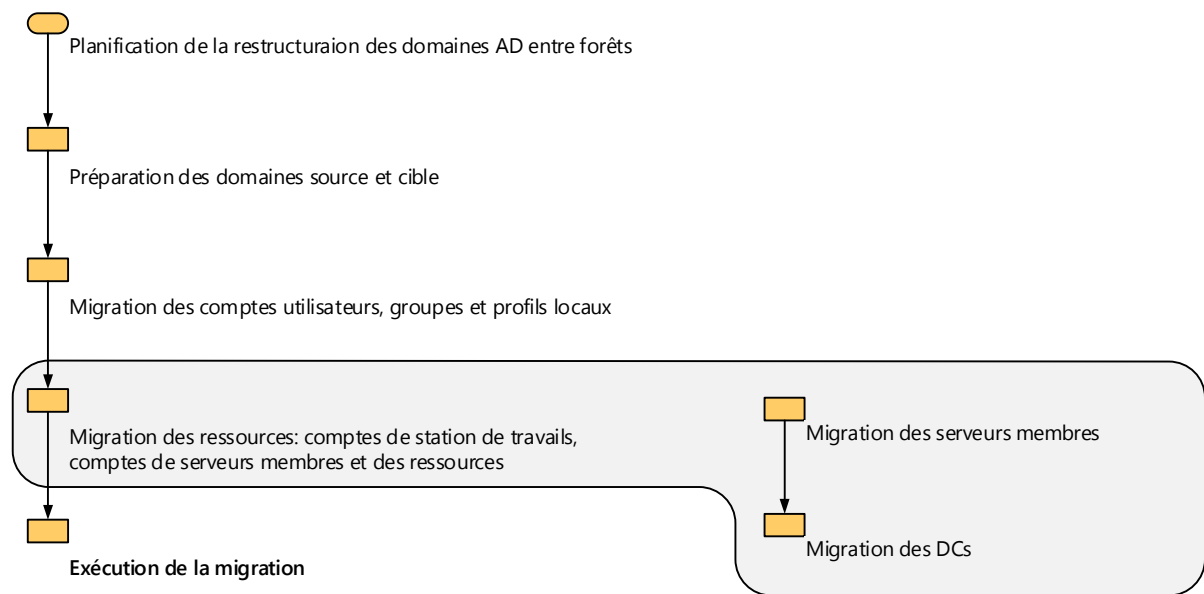 Planification de la restructuraion des domaines AD entre forêts
Préparation des domaines source et cible
Migration des comptes utilisateurs, groupes et profils locaux
Migration des ressources: comptes de station de travails,
comptes de serveurs membres et des ressources
Migration des serveurs membres
Migration des DCs
Exécution de la migration